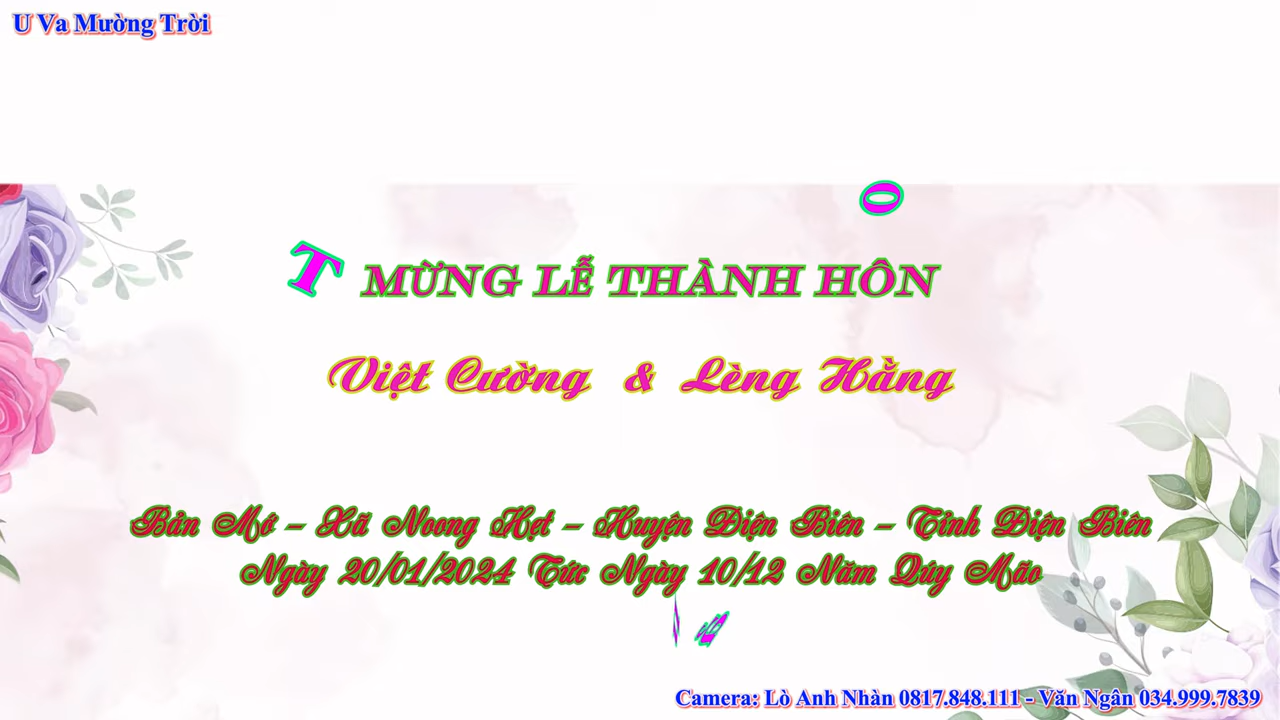 U Va Mường Trời
O
T MỪNG LỄ THÀNH HÔN
Việt Cường & Lèng Hằng
Bản Mớ – Xã Noong Hẹt – Huyện Điện Biên – Tỉnh Điện Biên
Ngày 20/01/2024 Tức Ngày 10/12 Năm Qúy Mão
Camera: Lò Anh Nhàn 0817.848.111 - Văn Ngân 034.999.7839